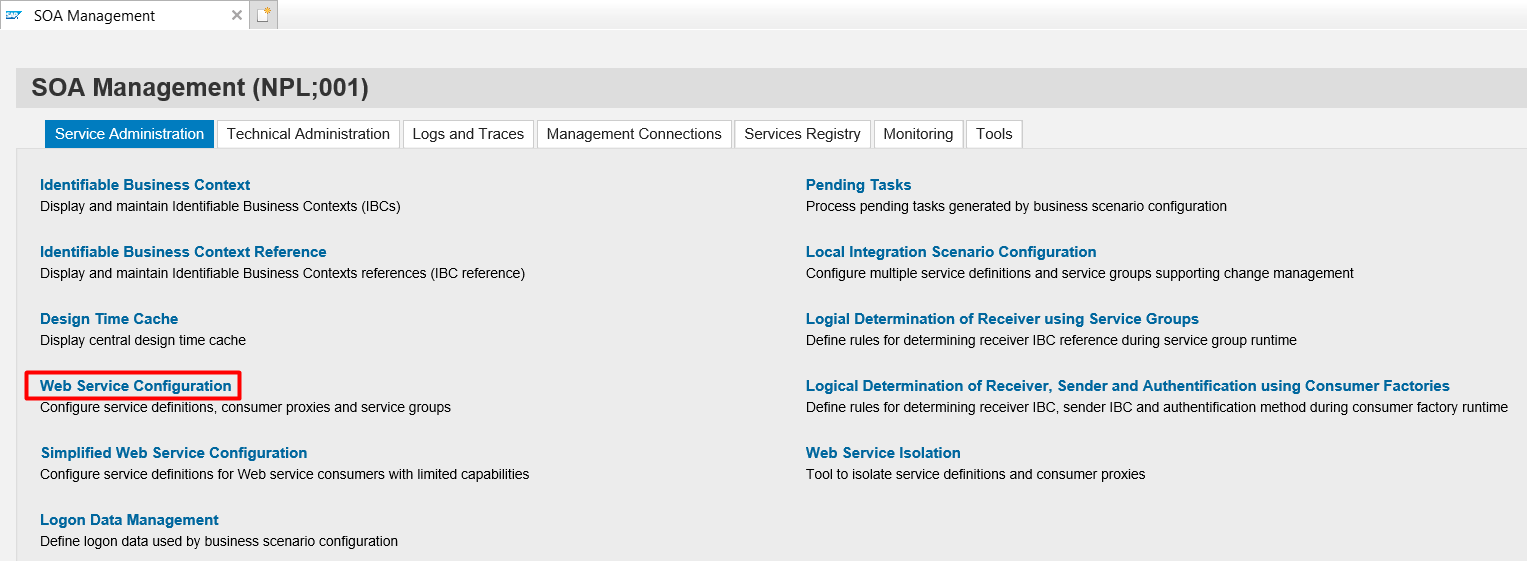 SAP SOA Management
SOA Management (NPL;001)
Service Administration Technical Administration Logs and Traces Management Connections Services Registry Monitoring Tools
Identifiable Business Context
Display and maintain Identifiable Business Contexts (IBCs)
Identifiable Business Context Reference
Display and maintain Identifiable Business Contexts references (IBC reference)
Design Time Cache
Display central design time cache
Web Service Configuration
Configure service definitions, consumer proxies and service groups
Simplified Web Service Configuration
Configure service definitions for Web service consumers with limited capabilities
Logon Data Management
Define logon data used by business scenario configuration
Pending Tasks
Process pending tasks generated by business scenario configuration
Local Integration Scenario Configuration
Configure multiple service definitions and service groups supporting change management
Logial Determination of Receiver using Service Groups
Define rules for determining receiver IBC reference during service group runtime
Logical Determination of Receiver, Sender and Authentification using Consumer Factories
Define rules for determining receiver IBC, sender IBC and authentification method during consumer factory runtime
Web Service Isolation
Tool to isolate service definitions and consumer proxies